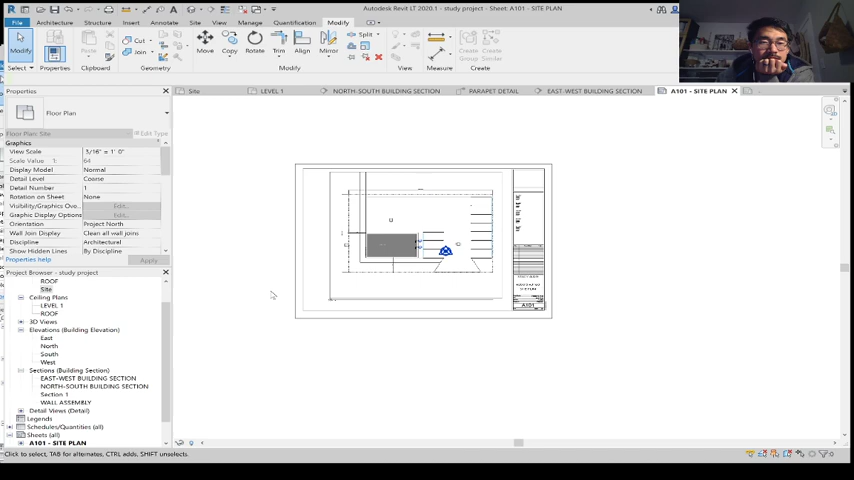 Autodesk Revit LT 2020.1 - study project - Sheet: A101 - SITE PLAN
File Architecture Structure Insert Annotate Analyze Massing & Site Collaborate View Manage Quantification Modify
Modify
Cut
Join
Split
Move Copy Rotate Trim Align Mirror
Create
Group
Create
Similar
Select Properties Clipboard Geometry Modify View Measure Create
Properties
Site
LEVEL 1
NORTH-SOUTH BUILDING SECTION
PARAPET DETAIL
EAST-WEST BUILDING SECTION
A101 - SITE PLAN
Floor Plan
Floor Plan: Site
Edit Type
Graphics
View Scale 3/16" = 1' 0"
Scale Value 1: 64
Display Model Normal
Detail Level Coarse
Detail Number 1
Rotation on Sheet None
Visibility/Graphics Ove... Edit...
Graphic Display Options Edit...
Orientation Project North
Wall Join Display Clean all wall joins
Discipline Architectural
Show Hidden Lines By Discipline
Properties help Apply
Project Browser - study project
ROOF
Site
Ceiling Plans
LEVEL 1
ROOF
3D Views
Elevations (Building Elevation)
East
North
South
West
Sections (Building Section)
EAST-WEST BUILDING SECTION
NORTH-SOUTH BUILDING SECTION
Section 1
WALL ASSEMBLY
Detail Views (Detail)
Legends
Schedules/Quantities (all)
Sheets (all)
A101 - SITE PLAN
SITE PLAN
A101
Click to select, TAB for alternates, CTRL adds, SHIFT unselects.